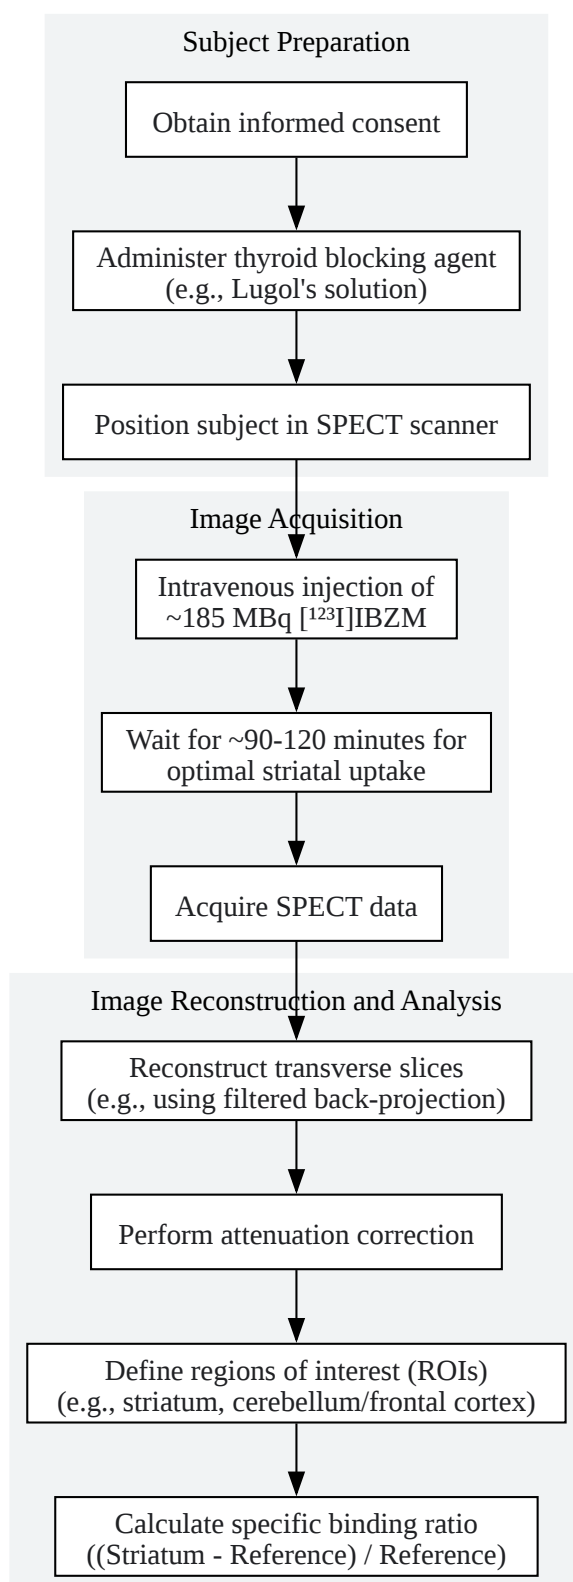 Subject Preparation
Obtain informed consent
Administer thyroid blocking agent
(e.g., Lugol's solution)
Position subject in SPECT scanner
Image Acquisition
Intravenous injection of
~185 MBq [¹²³I]IBZM
Wait for ~90-120 minutes for
optimal striatal uptake
Acquire SPECT data
Image Reconstruction and Analysis
Reconstruct transverse slices
(e.g., using filtered back-projection)
Perform attenuation correction
Define regions of interest (ROIs)
(e.g., striatum, cerebellum/frontal cortex)
Calculate specific binding ratio
((Striatum - Reference) / Reference)